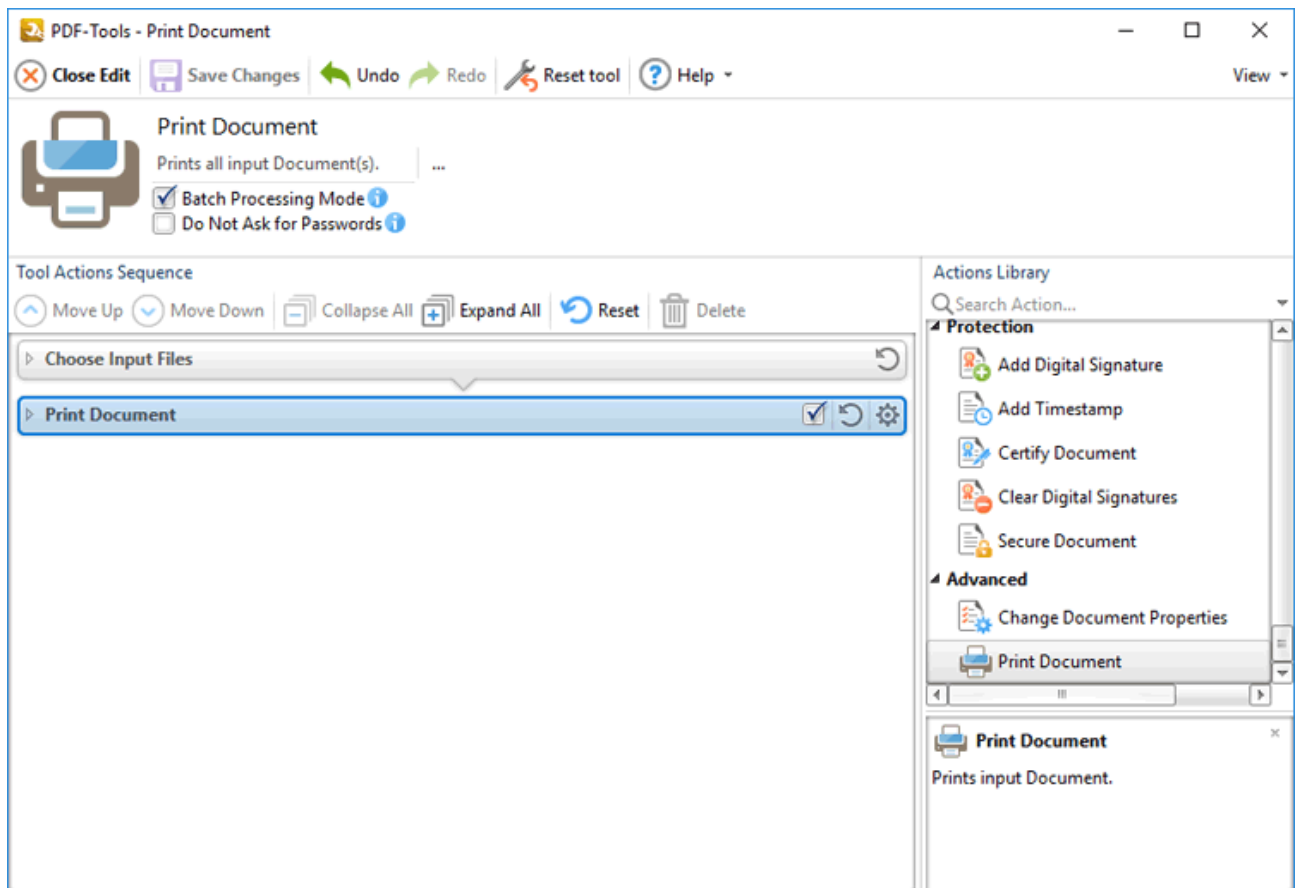 PDF-Tools - Print Document
Close Edit Save Changes Undo Redo Reset tool Help View
Print Document
Prints all input Document(s). ...
Batch Processing Mode
Do Not Ask for Passwords
Tool Actions Sequence
Move Up Move Down Collapse All Expand All Reset Delete
Choose Input Files
Print Document
Actions Library
Search Action...
Protection
Add Digital Signature
Add Timestamp
Certify Document
Clear Digital Signatures
Secure Document
Advanced
Change Document Properties
Print Document
Print Document
Prints input Document.